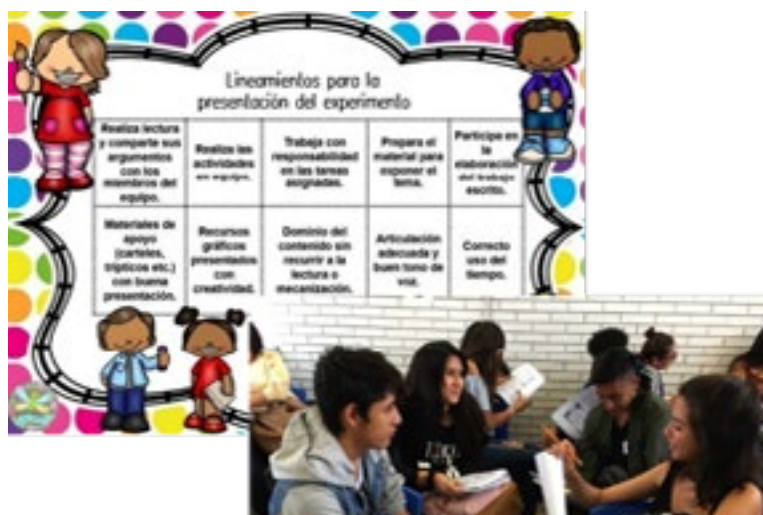 Lineamientos para la
presentación del experimento
Realiza lectura
y comparte sus
argumentos
con los
miembros del
equipo.
Realiza las
actividades
en equipo.
Trabaja con
responsabilidad
en las tareas
asignadas.
Prepara el
material para
exponer el
tema.
Participa en
la
elaboración
del trabajo
escrito.
Materiales de
apoyo
(carteles,
trípticos etc.)
con buena
presentación.
Recursos
gráficos
presentados
con
creatividad.
Dominio del
contenido sin
recurrir a la
lectura o
mecanización.
Articulación
adecuada y
buen tono de
voz.
Correcto
uso del
tiempo.